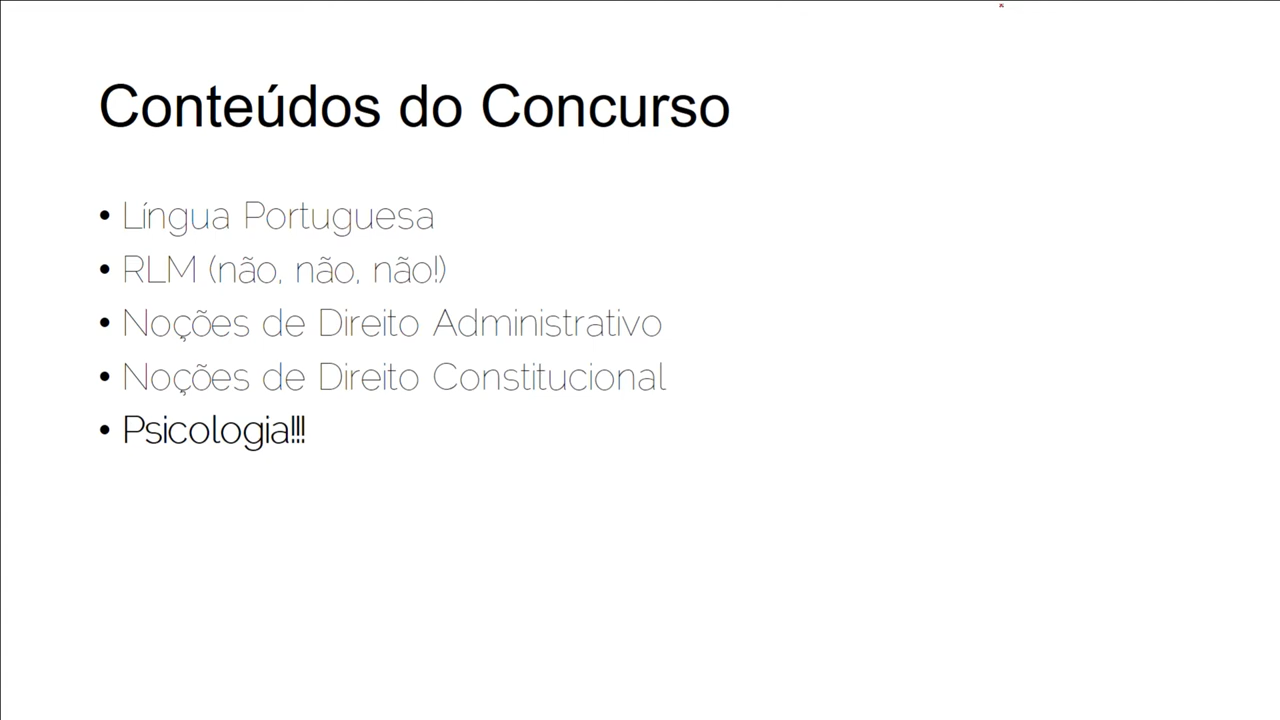 Conteúdos do Concurso
• Língua Portuguesa
• RLM (não, não, não!)
• Noções de Direito Administrativo
• Noções de Direito Constitucional
• Psicologia!!!